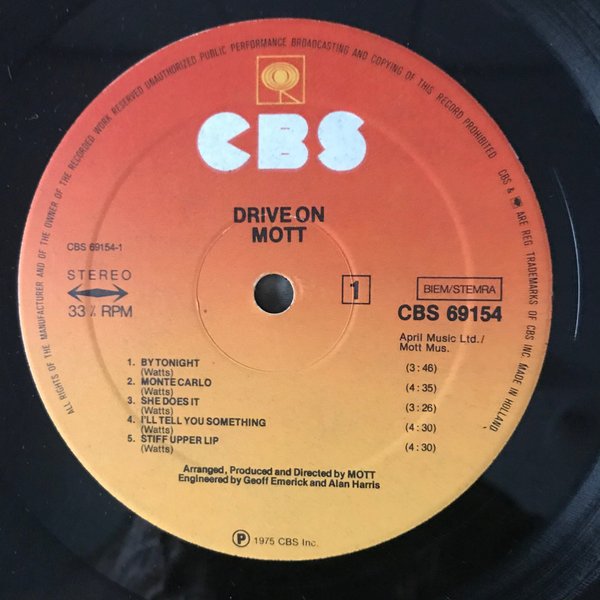 ALL RIGHTS OF THE MANUFACTURER AND OF THE OWNER OF THE RECORDED WORK RESERVED UNAUTHORIZED PUBLIC PERFORMANCE BROADCASTING AND COPYING OF THIS RECORD PROHIBITED CBS & ARE REG. TRADEMARKS OF CBS INC. MADE IN HOLLAND
CBS
DRIVE ON
MOTT
CBS 69154-1
STEREO
33⅓ RPM
1
BIEM/STEMRA
CBS 69154
April Music Ltd./
Mott Mus.
1. BY TONIGHT (3:46)
(Watts)
2. MONTE CARLO (4:35)
(Watts)
3. SHE DOES IT (3:26)
(Watts)
4. I'LL TELL YOU SOMETHING (4:30)
(Watts)
5. STIFF UPPER LIP (4:30)
(Watts)
Arranged, Produced and Directed by MOTT
Engineered by Geoff Emerick and Alan Harris
Ⓟ 1975 CBS Inc.